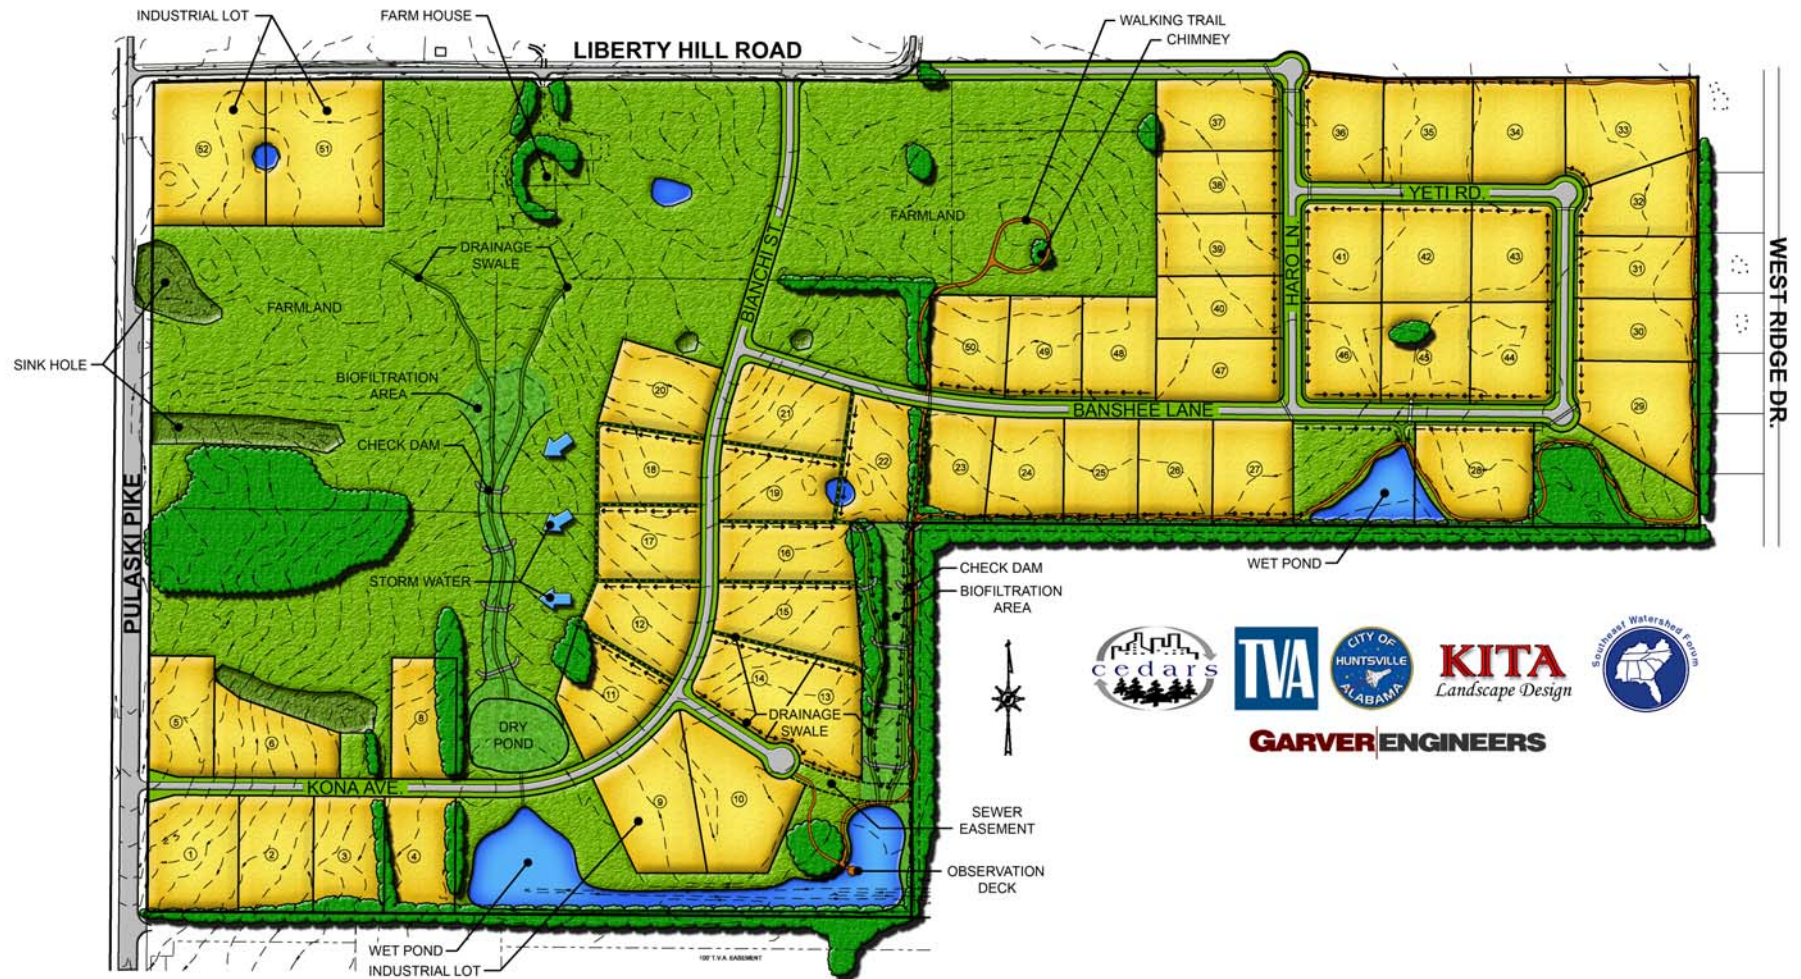 INDUSTRIAL LOT
FARM HOUSE
LIBERTY HILL ROAD
WALKING TRAIL
CHIMNEY
37
36
35
34
33
52
51
38
YETI RD.
32
FARMLAND
DRAINAGE
SWALE
BIANCHI ST.
HARO LN.
39
41
42
43
31
WEST RIDGE DR.
FARMLAND
40
30
SINK HOLE
50
49
48
47
46
45
44
BIOFILTRATION
AREA
20
21
BANSHEE LANE
29
CHECK DAM
18
19
22
23
24
25
26
27
28
PULASKI PIKE
17
16
WET POND
STORM WATER
CHECK DAM
BIOFILTRATION
AREA
12
15
cedars
TVA
CITY OF
HUNTSVILLE
ALABAMA
KITA
Landscape Design
Southeast Watershed Forum
GARVER ENGINEERS
11
14
13
5
6
8
DRY
POND
DRAINAGE
SWALE
KONA AVE.
9
10
SEWER
EASEMENT
1
2
3
4
OBSERVATION
DECK
WET POND
INDUSTRIAL LOT
100' T.V.A. EASEMENT